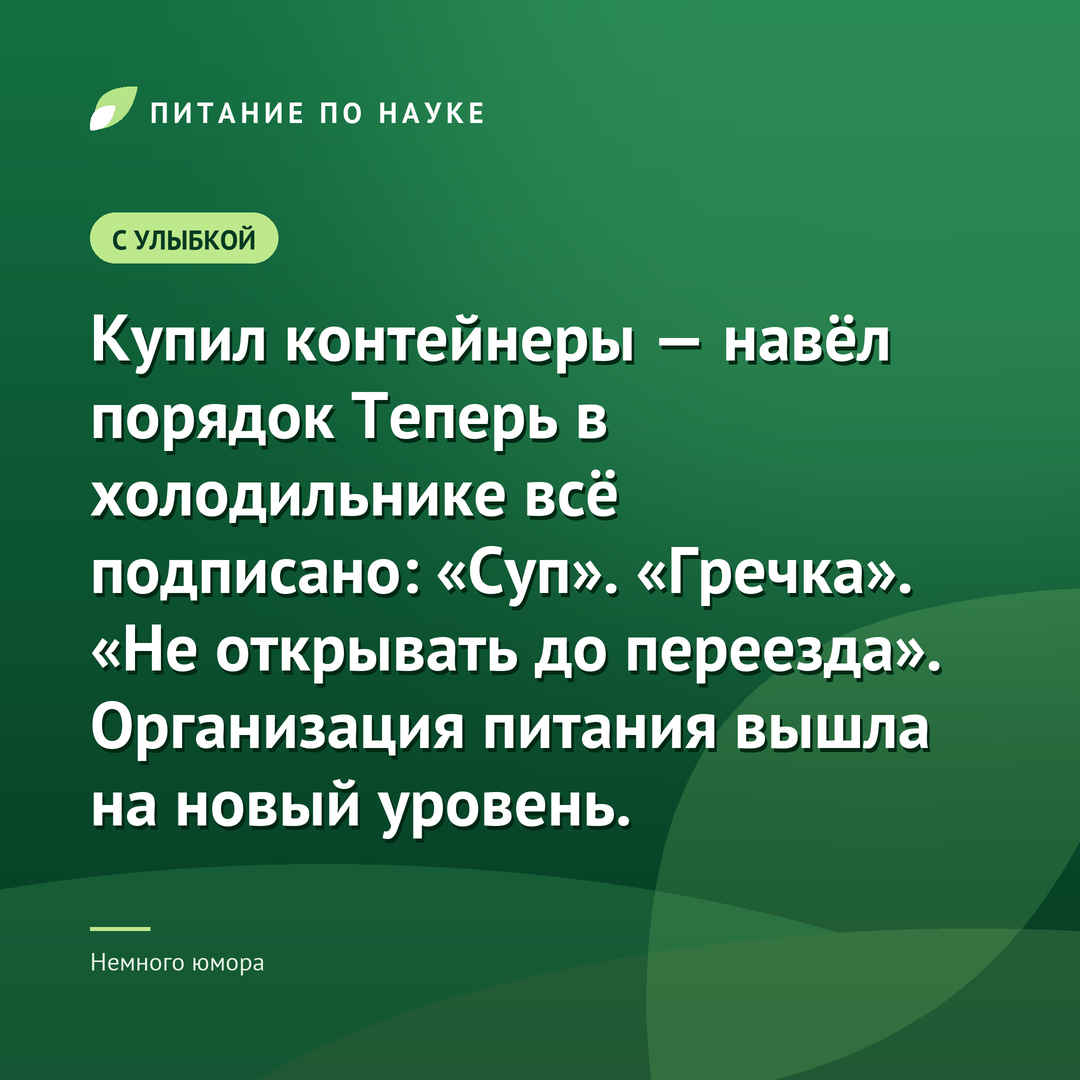 ПИТАНИЕ ПО НАУКЕ
С УЛЫБКОЙ
Купил контейнеры — навёл
порядок Теперь в
холодильнике всё
подписано: «Суп». «Гречка».
«Не открывать до переезда».
Организация питания вышла
на новый уровень.
Немного юмора